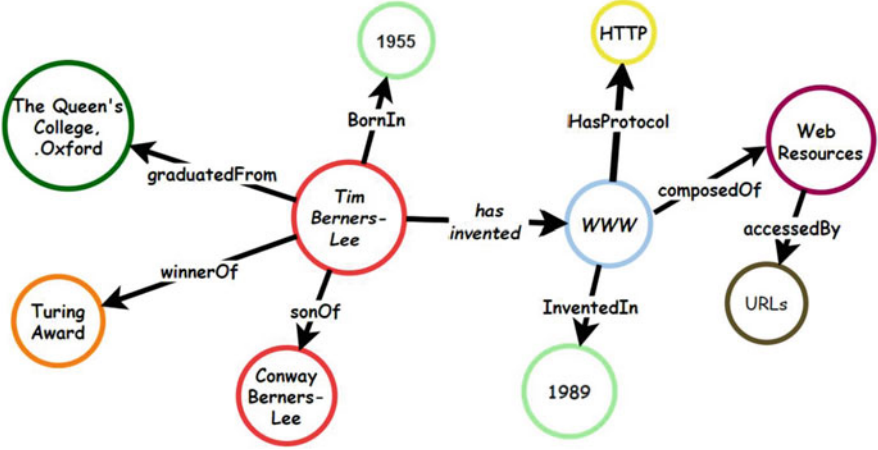 1955
HTTP
The Queen's
College,
.Oxford
BornIn
HasProtocol
Web
Resources
graduatedFrom
composedOf
Tim
Berners-
Lee
has
invented
WWW
accessedBy
winnerOf
Turing
Award
sonOf
InventedIn
URLs
Conway
Berners-
Lee
1989